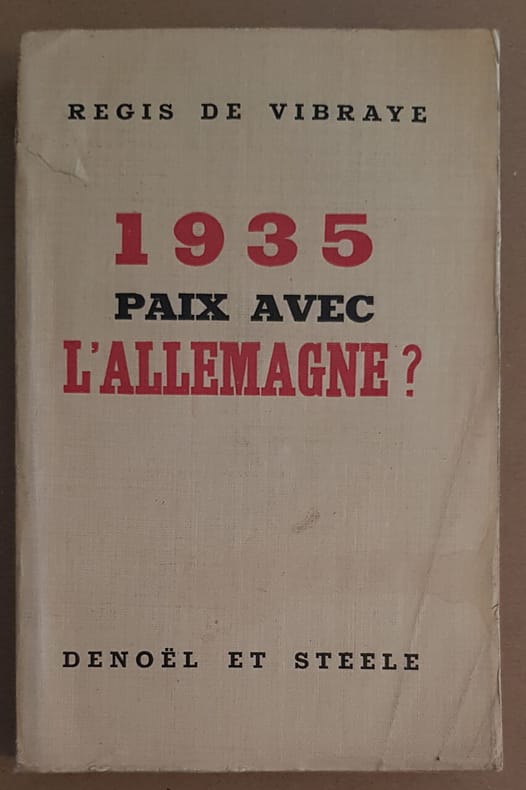 REGIS DE VIBRAYE
1935
PAIX AVEC
L'ALLEMAGNE?
DENOËL ET STEELE